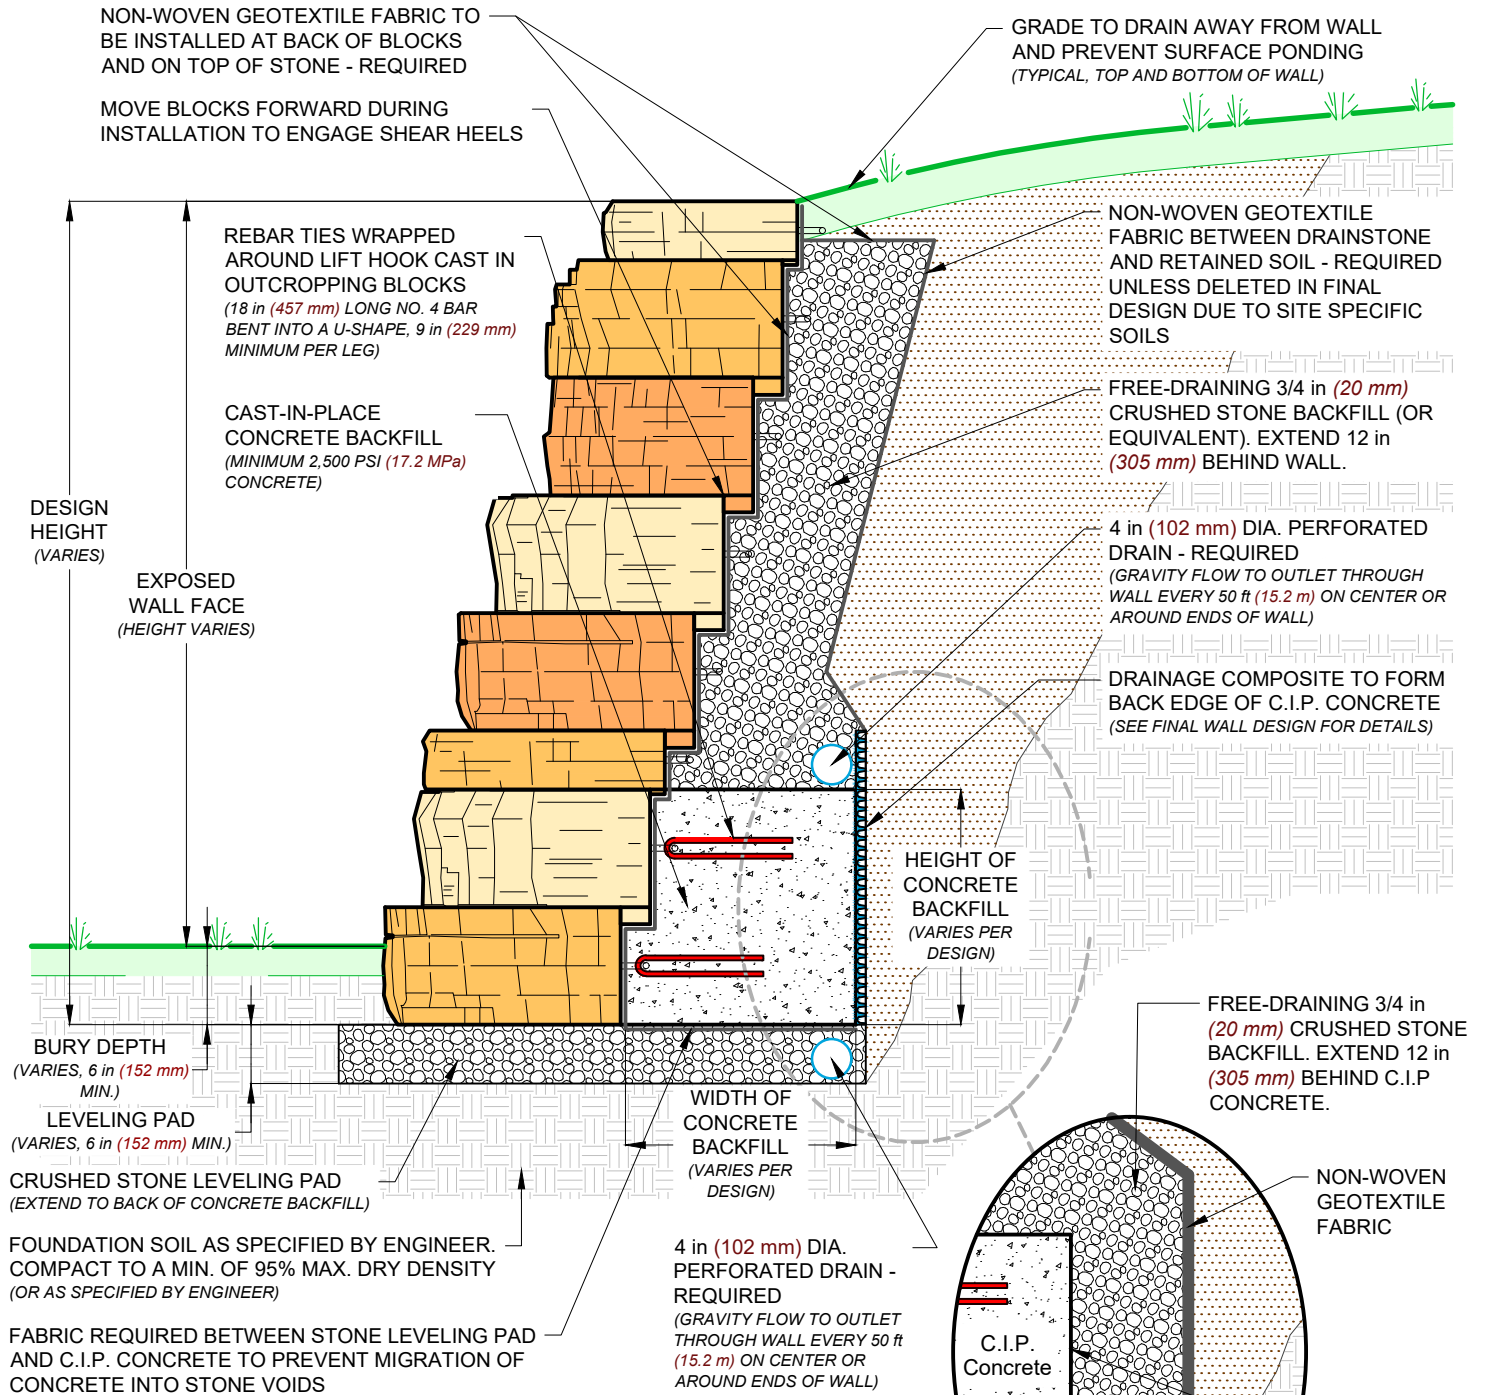 NON-WOVEN GEOTEXTILE FABRIC TO
BE INSTALLED AT BACK OF BLOCKS
AND ON TOP OF STONE - REQUIRED
MOVE BLOCKS FORWARD DURING
INSTALLATION TO ENGAGE SHEAR HEELS
GRADE TO DRAIN AWAY FROM WALL
AND PREVENT SURFACE PONDING
(TYPICAL, TOP AND BOTTOM OF WALL)
REBAR TIES WRAPPED
AROUND LIFT HOOK CAST IN
OUTCROPPING BLOCKS
(18 in (457 mm) LONG NO. 4 BAR
BENT INTO A U-SHAPE, 9 in (229 mm)
MINIMUM PER LEG)
CAST-IN-PLACE
CONCRETE BACKFILL
(MINIMUM 2,500 PSI (17.2 MPa)
CONCRETE)
NON-WOVEN GEOTEXTILE
FABRIC BETWEEN DRAINSTONE
AND RETAINED SOIL - REQUIRED
UNLESS DELETED IN FINAL
DESIGN DUE TO SITE SPECIFIC
SOILS
FREE-DRAINING 3/4 in (20 mm)
CRUSHED STONE BACKFILL (OR
EQUIVALENT). EXTEND 12 in
(305 mm) BEHIND WALL.
DESIGN
HEIGHT
(VARIES)
EXPOSED
WALL FACE
(HEIGHT VARIES)
4 in (102 mm) DIA. PERFORATED
DRAIN - REQUIRED
(GRAVITY FLOW TO OUTLET THROUGH
WALL EVERY 50 ft (15.2 m) ON CENTER OR
AROUND ENDS OF WALL)
DRAINAGE COMPOSITE TO FORM
BACK EDGE OF C.I.P. CONCRETE
(SEE FINAL WALL DESIGN FOR DETAILS)
HEIGHT OF
CONCRETE
BACKFILL
(VARIES PER
DESIGN)
BURY DEPTH
(VARIES, 6 in (152 mm)
MIN.)
LEVELING PAD
(VARIES, 6 in (152 mm) MIN.)
CRUSHED STONE LEVELING PAD
(EXTEND TO BACK OF CONCRETE BACKFILL)
FOUNDATION SOIL AS SPECIFIED BY ENGINEER.
COMPACT TO A MIN. OF 95% MAX. DRY DENSITY
(OR AS SPECIFIED BY ENGINEER)
FABRIC REQUIRED BETWEEN STONE LEVELING PAD
AND C.I.P. CONCRETE TO PREVENT MIGRATION OF
CONCRETE INTO STONE VOIDS
WIDTH OF
CONCRETE
BACKFILL
(VARIES PER
DESIGN)
4 in (102 mm) DIA.
PERFORATED DRAIN -
REQUIRED
(GRAVITY FLOW TO OUTLET
THROUGH WALL EVERY 50 ft
(15.2 m) ON CENTER OR
AROUND ENDS OF WALL)
FREE-DRAINING 3/4 in
(20 mm) CRUSHED STONE
BACKFILL. EXTEND 12 in
(305 mm) BEHIND C.I.P
CONCRETE.
NON-WOVEN
GEOTEXTILE
FABRIC
C.I.P.
Concrete